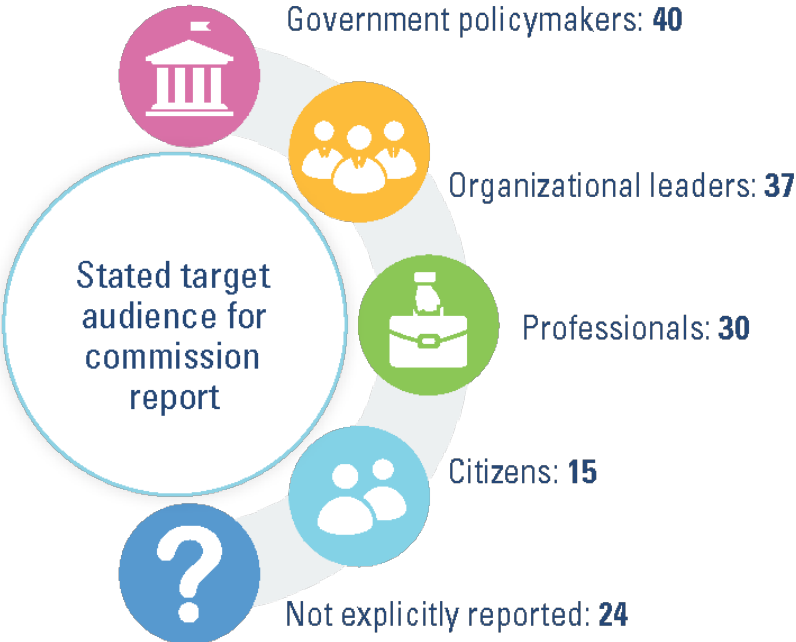 Government policymakers: 40
Organizational leaders: 37
Stated target
audience for
commission
report
Professionals: 30
Citizens: 15
Not explicitly reported: 24